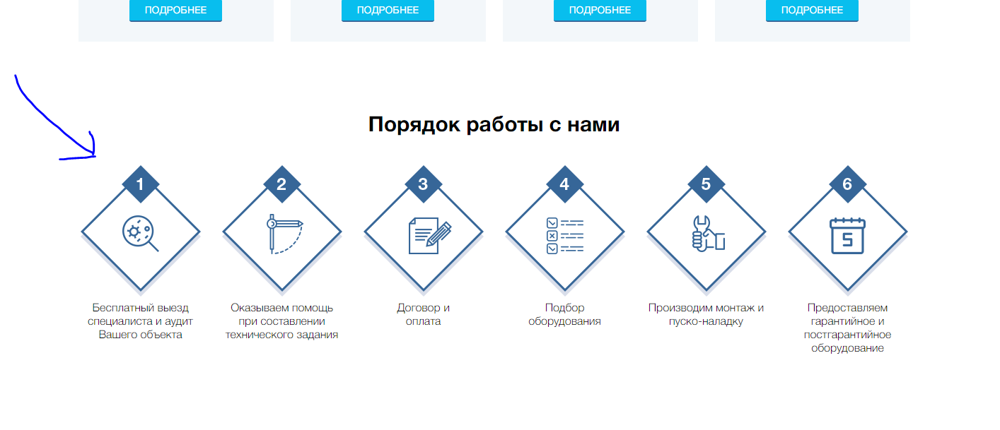 ПОДРОБНЕЕ ПОДРОБНЕЕ ПОДРОБНЕЕ ПОДРОБНЕЕ
Порядок работы с нами
1
Бесплатный выезд
специалиста и аудит
Вашего объекта
2
Оказываем помощь
при составлении
технического задания
3
Договор и
оплата
4
Подбор
оборудования
5
Производим монтаж и
пуско-наладку
6
5
Предоставляем
гарантийное и
постгарантийное
оборудование